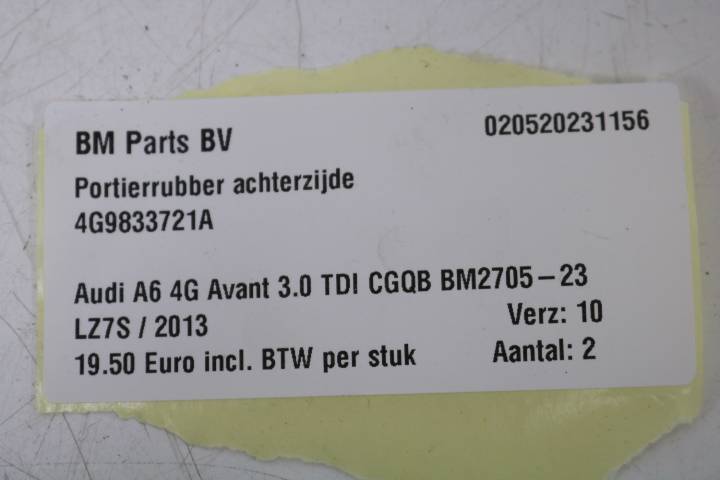 BM Parts BV 020520231156
Portierrubber achterzijde
4G9833721A
Audi A6 4G Avant 3.0 TDI CGQB BM2705-23
LZ7S / 2013 Verz: 10
19.50 Euro incl. BTW per stuk Aantal: 2